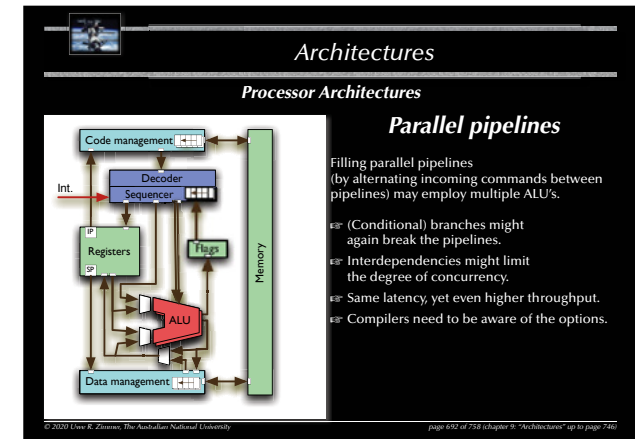 Architectures
Processor Architectures
Parallel pipelines
Filling parallel pipelines
(by alternating incoming commands between
pipelines) may employ multiple ALU's.
☞ (Conditional) branches might
again break the pipelines.
☞ Interdependencies might limit
the degree of concurrency.
☞ Same latency, yet even higher throughput.
☞ Compilers need to be aware of the options.
Code management
Int.
Decoder
Sequencer
IP
Registers
SP
Flags
ALU
Memory
Data management
© 2020 Uwe R. Zimmer, The Australian National University
page 692 of 758 (chapter 9: "Architectures" up to page 746)